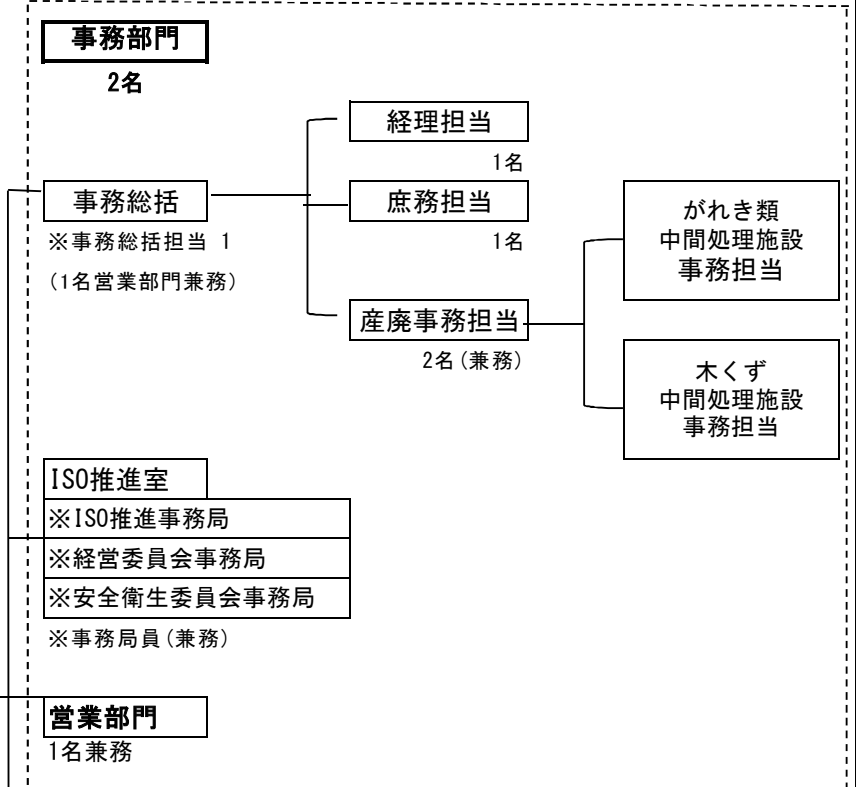 事務部門
2名
経理担当
1名
事務総括
※事務総括担当 1
(1名営業部門兼務)
庶務担当
1名
産廃事務担当
2名(兼務)
がれき類
中間処理施設
事務担当
木くず
中間処理施設
事務担当
ISO推進室
※ISO推進事務局
※経営委員会事務局
※安全衛生委員会事務局
※事務局員(兼務)
営業部門
1名兼務